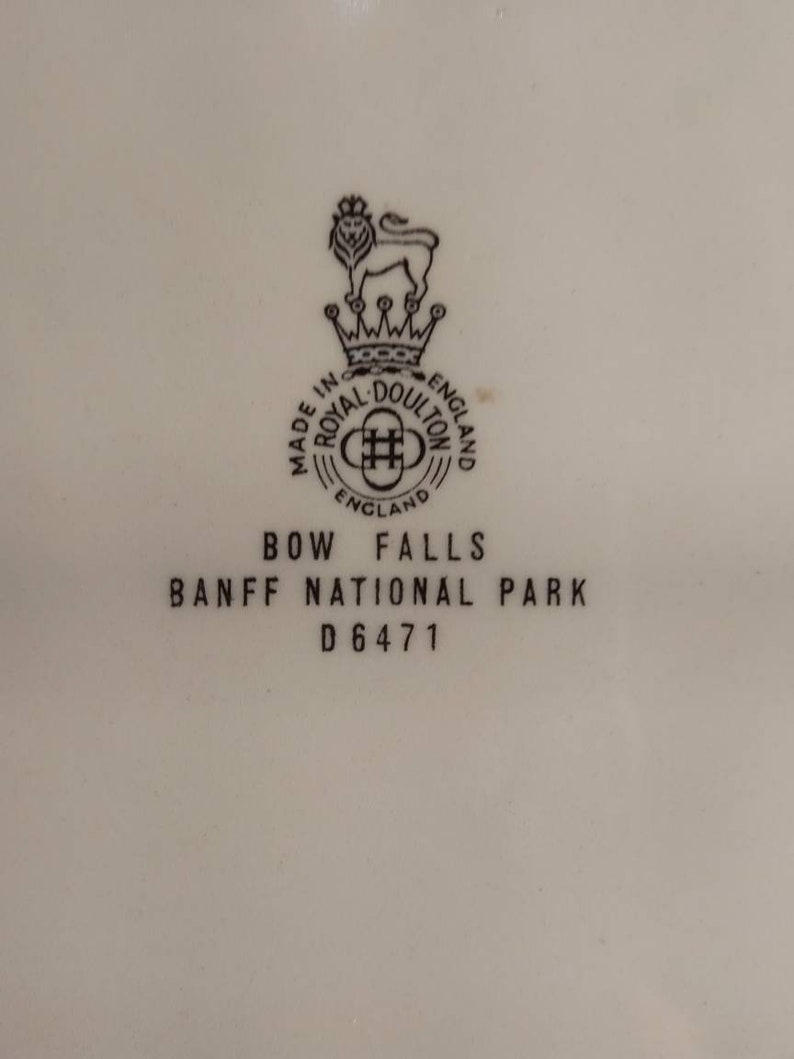 MADE IN ENGLAND
ROYAL·DOULTON
ENGLAND
BOW FALLS
BANFF NATIONAL PARK
D6471